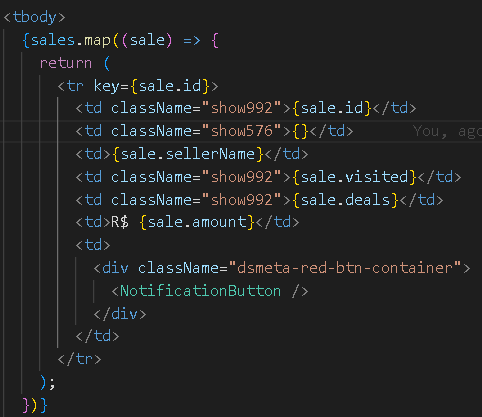 <tbody>
{sales.map((sale) => {
return (
<tr key={sale.id}>
<td className="show992">{sale.id}</td>
<td className="show576">{}</td> You, ago
<td>{sale.sellerName}</td>
<td className="show992">{sale.visited}</td>
<td className="show992">{sale.deals}</td>
<td>R$ {sale.amount}</td>
<td>
<div className="dsmeta-red-btn-container">
<NotificationButton />
</div>
</td>
</tr>
);
})}